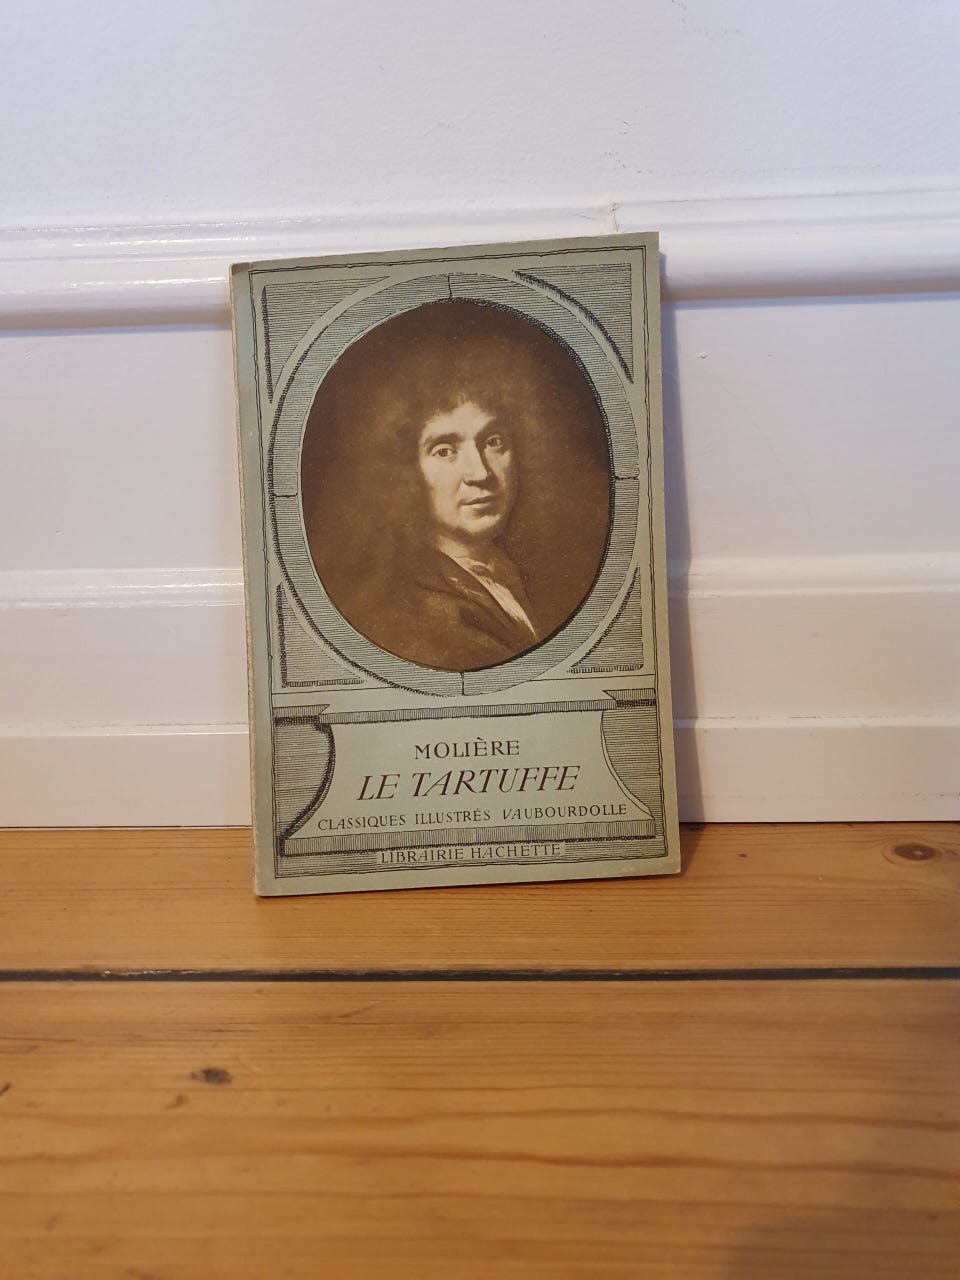 MOLIÈRE
LE TARTUFFE
CLASSIQUES ILLUSTRÉS VAUBOURDOLLE
LIBRAIRIE HACHETTE